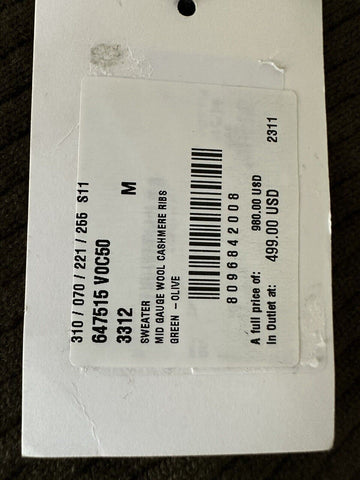 310 / 070 / 221 / 255 S11
647515 V0C50
3312 M
SWEATER
MID GAUGE WOOL CASHMERE RIBS
GREEN - OLIVE
8096842008
A full price of: 980.00 USD
In Outlet at: 499.00 USD 2311